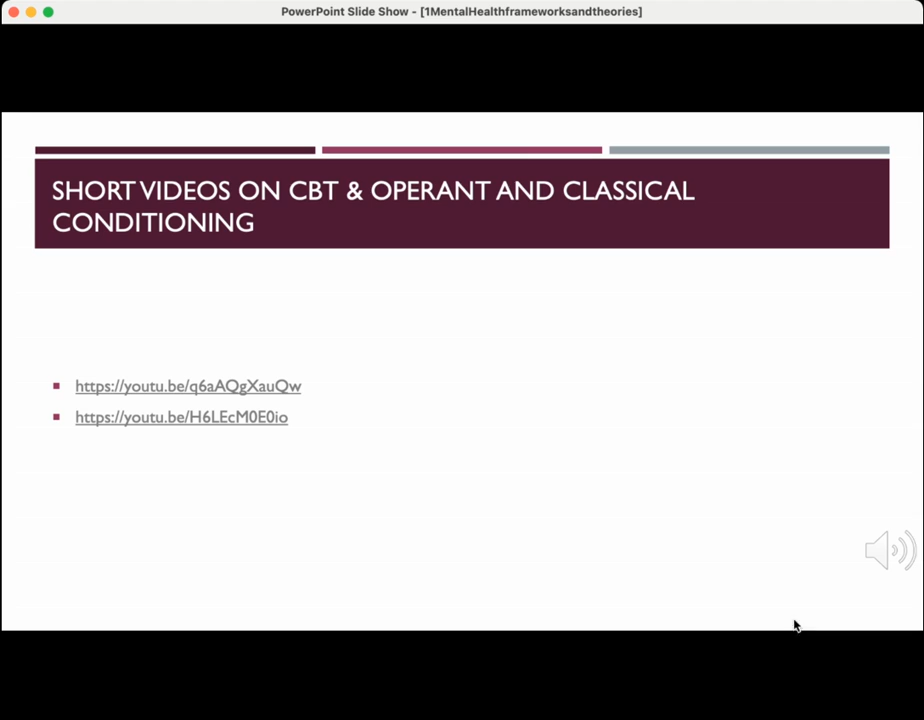 PowerPoint Slide Show - [1MentalHealthframeworksandtheories]
SHORT VIDEOS ON CBT & OPERANT AND CLASSICAL
CONDITIONING
https://youtu.be/q6aAQgXauQw
https://youtu.be/H6LEcM0E0io